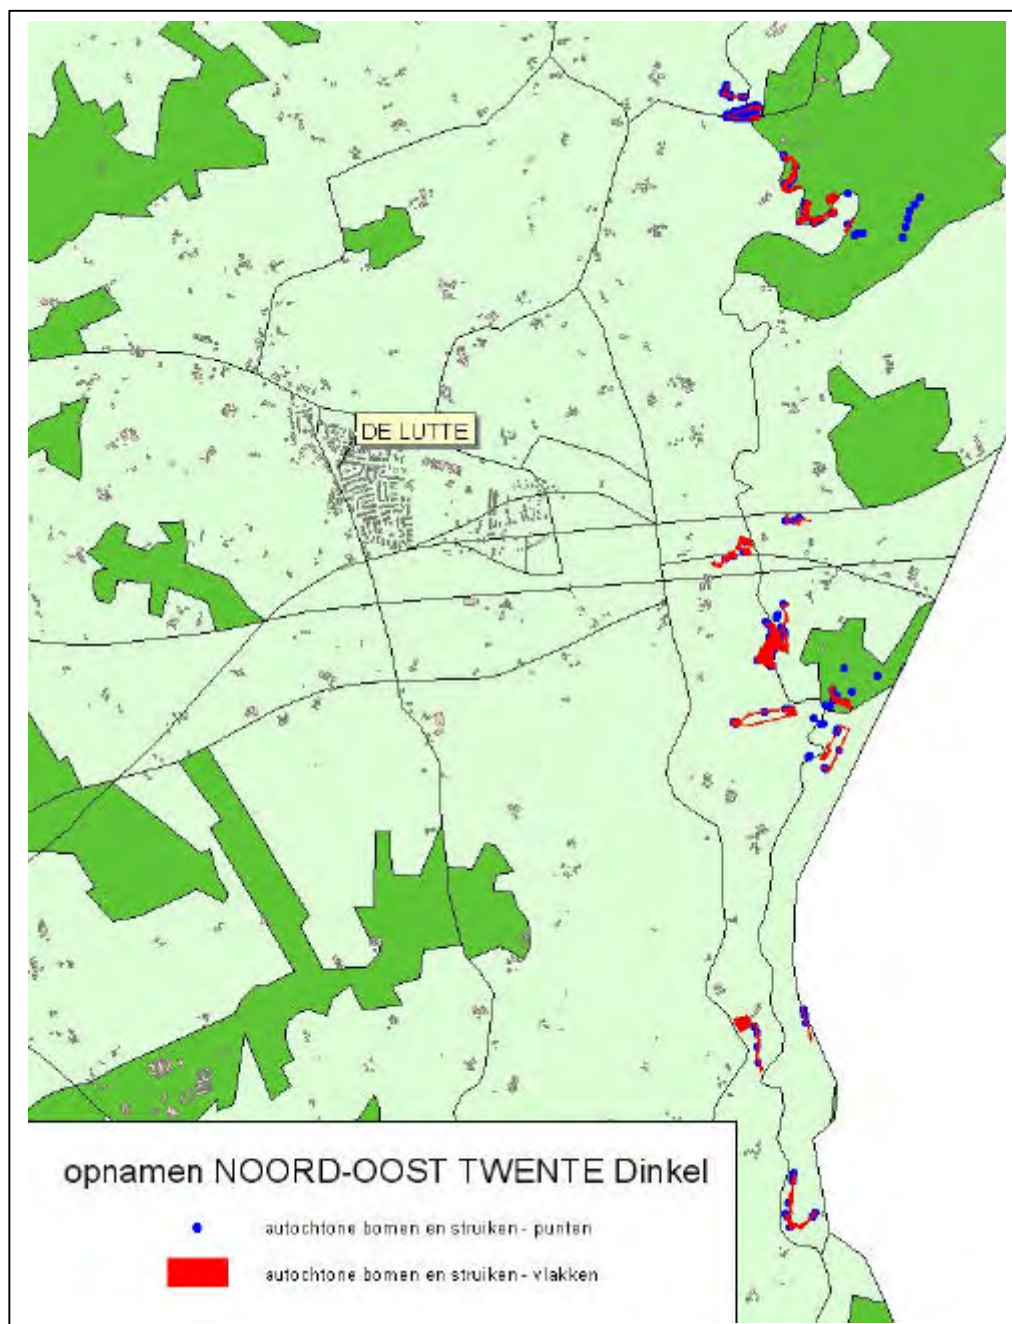 DE LUTTE
opnamen NOORD-OOST TWENTE Dinkel
autochtone bomen en struiken - punten
autochtone bomen en struiken - vlakken